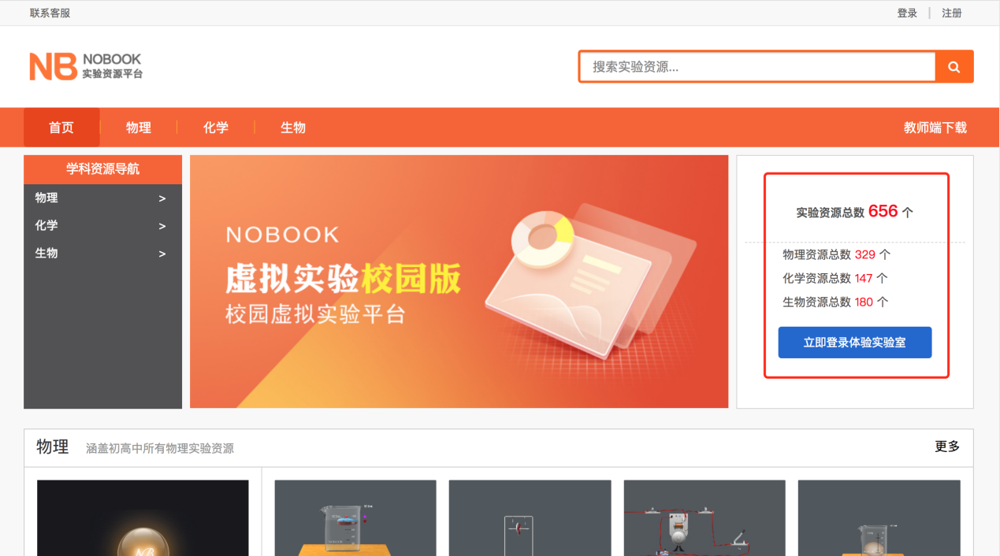 联系客服
登录 | 注册
NB NOBOOK
实验资源平台
搜索实验资源...
首页 物理 化学 生物 教师端下载
学科资源导航
物理 >
化学 >
生物 >
NOBOOK
虚拟实验校园版
校园虚拟实验平台
实验资源总数 656 个
物理资源总数 329 个
化学资源总数 147 个
生物资源总数 180 个
立即登录体验实验室
物理 涵盖初高中所有物理实验资源 更多
NB